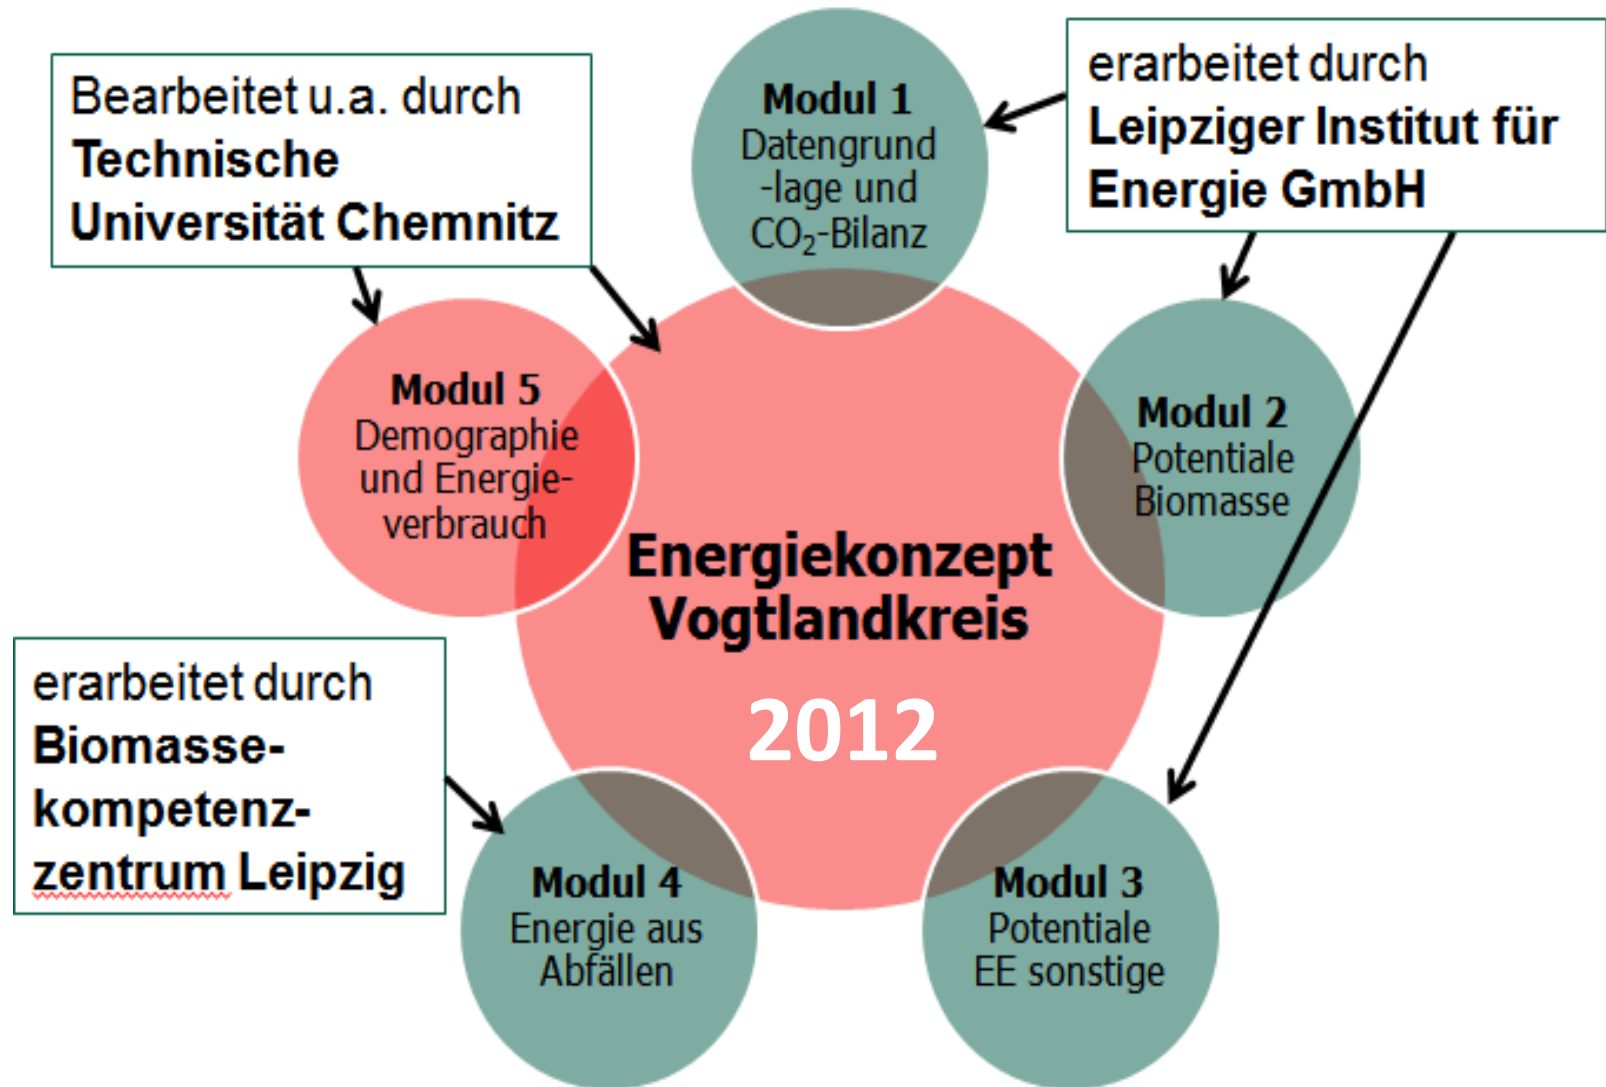 Bearbeitet u.a. durch
Technische
Universität Chemnitz
Modul 1
Datengrund
-lage und
CO₂-Bilanz
erarbeitet durch
Leipziger Institut für
Energie GmbH
Modul 5
Demographie
und Energie-
verbrauch
Modul 2
Potentiale
Biomasse
Energiekonzept
Vogtlandkreis
2012
erarbeitet durch
Biomasse-
kompetenz-
zentrum Leipzig
Modul 4
Energie aus
Abfällen
Modul 3
Potentiale
EE sonstige